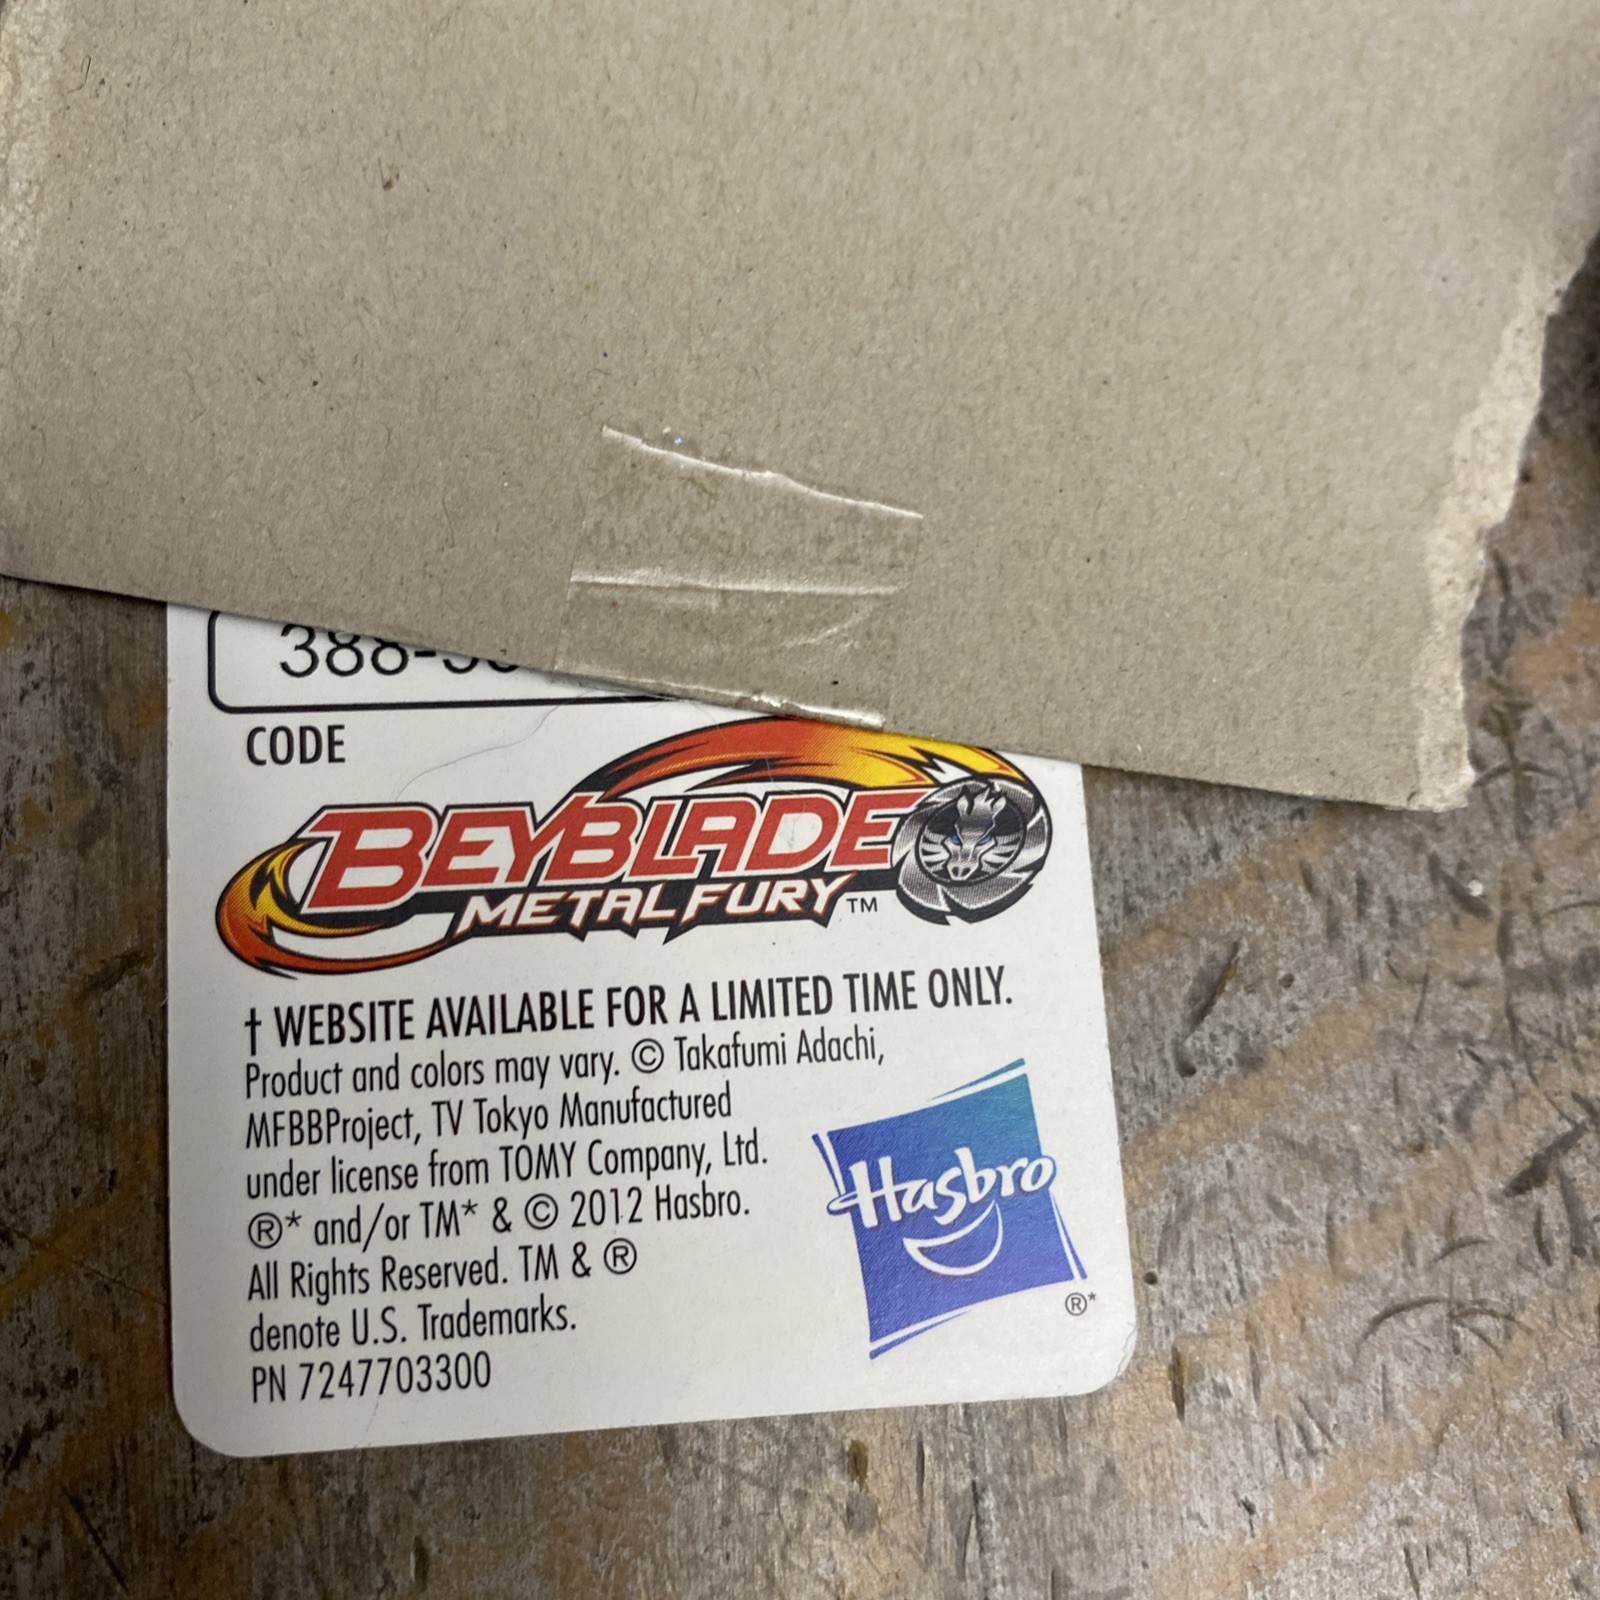 388-
CODE
BEYBLADE
METAL FURY™
† WEBSITE AVAILABLE FOR A LIMITED TIME ONLY.
Product and colors may vary. © Takafumi Adachi,
MFBBProject, TV Tokyo Manufactured
under license from TOMY Company, Ltd.
®* and/or TM* & © 2012 Hasbro.
All Rights Reserved. TM & ®
denote U.S. Trademarks.
PN 7247703300
Hasbro
®*